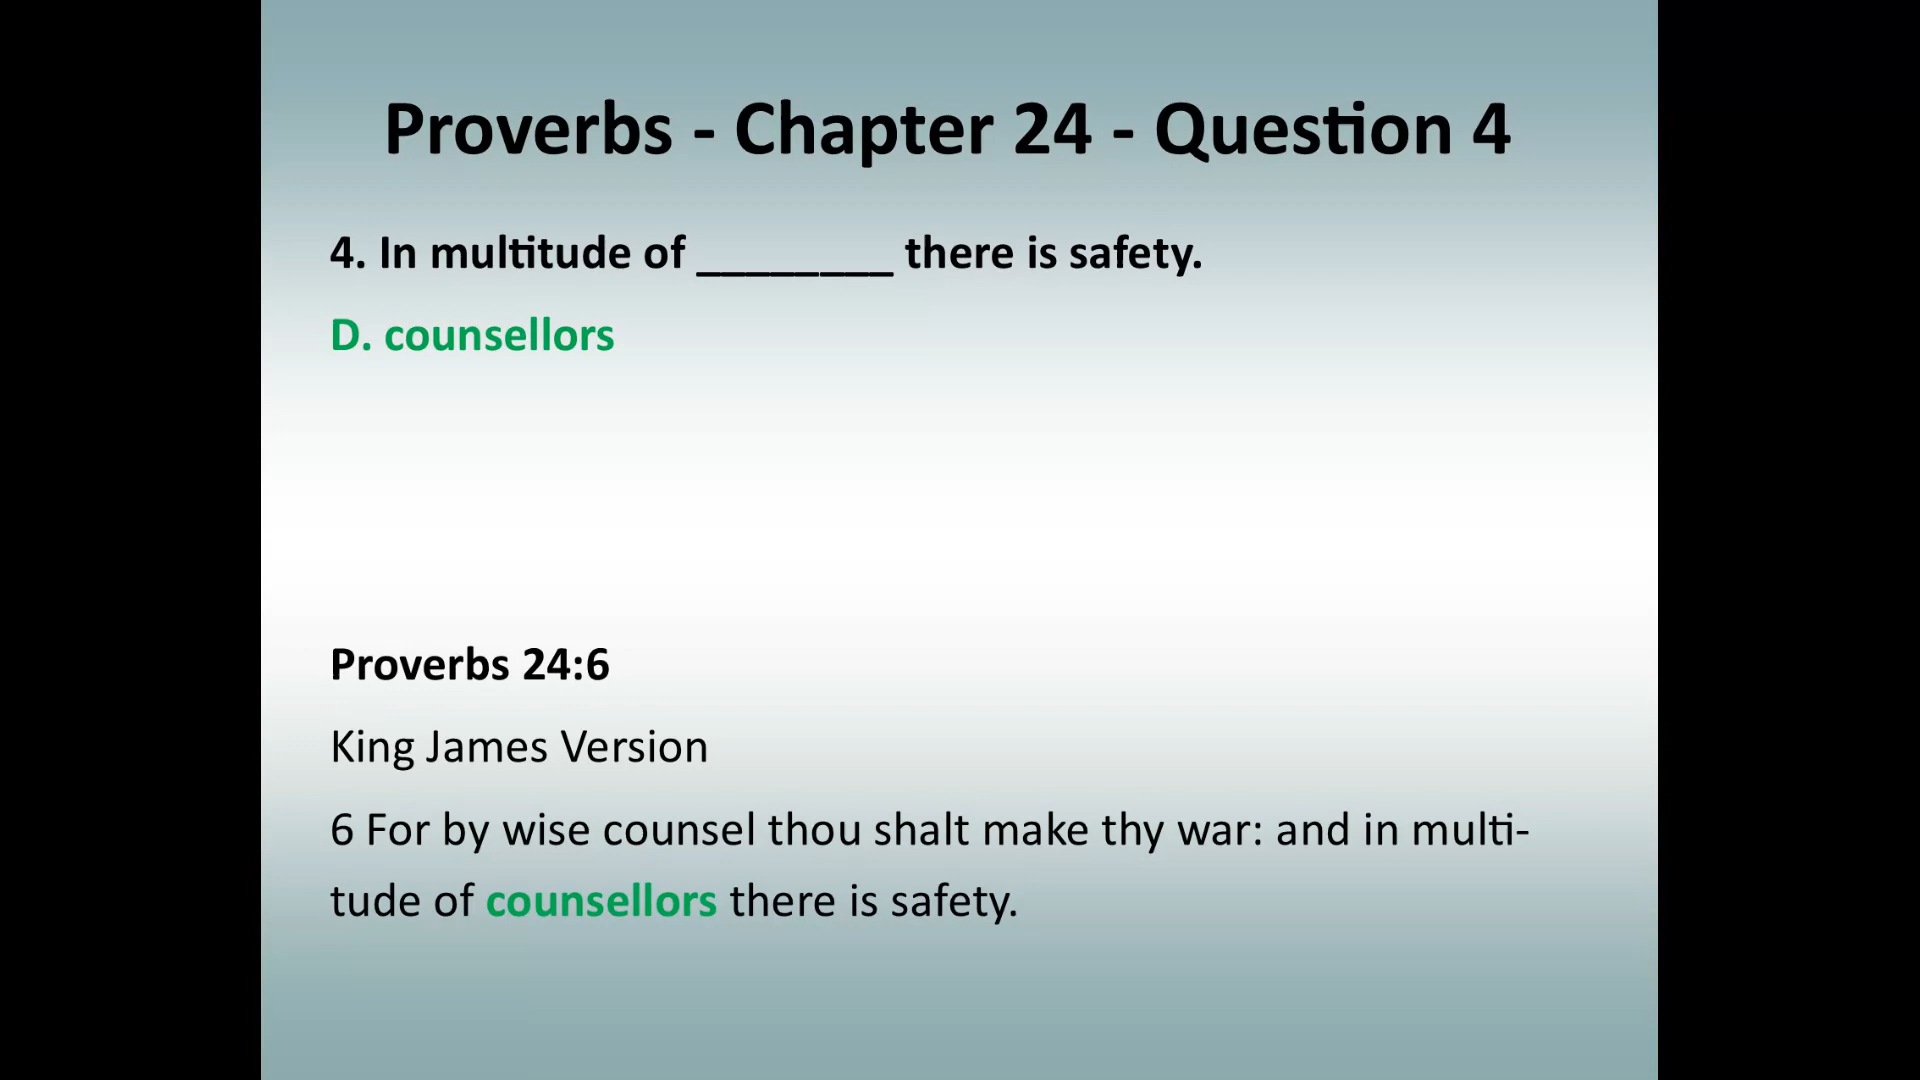 Proverbs - Chapter 24 - Question 4
4. In multitude of ________ there is safety.
D. counsellors
Proverbs 24:6
King James Version
6 For by wise counsel thou shalt make thy war: and in multi-
tude of counsellors there is safety.